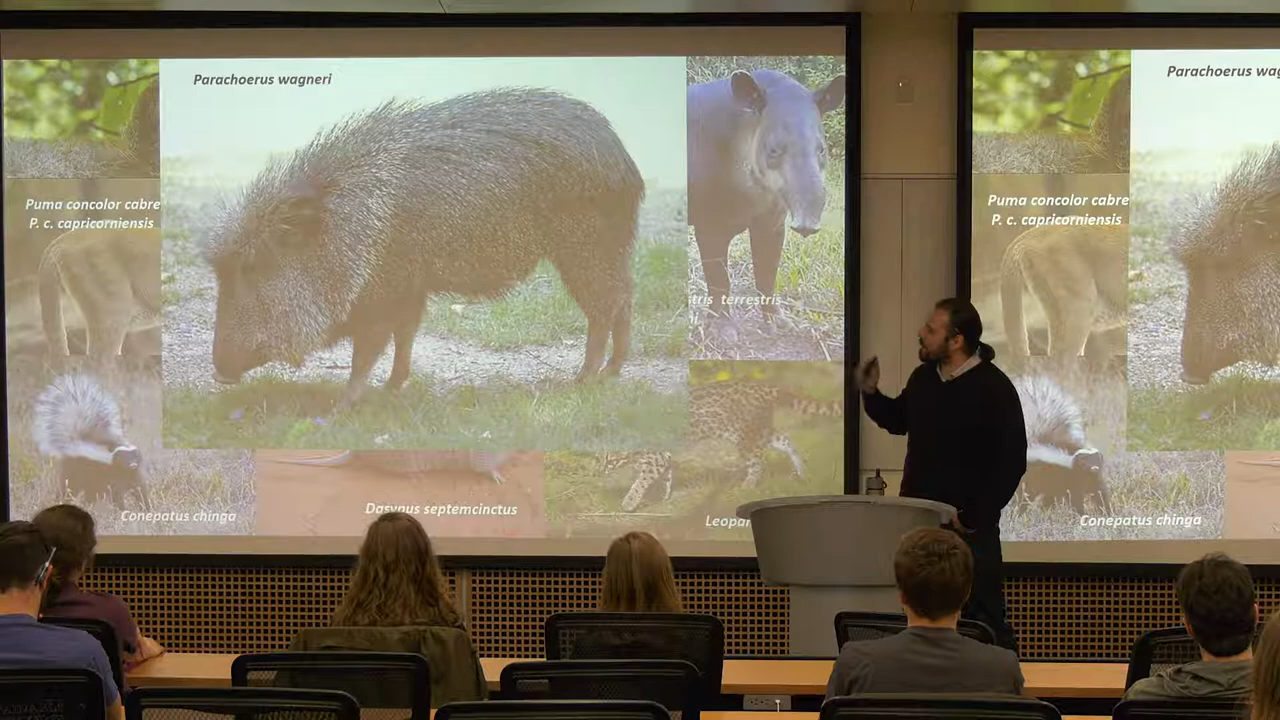 Parachoerus wagneri
Puma concolor cabre
P. c. capricorniensis
tris terrestris
Dasypus septemcinctus
Conepatus chinga
Leopar
Parachoerus wag
Puma concolor cabre
P. c. capricorniensis
Conepatus chinga